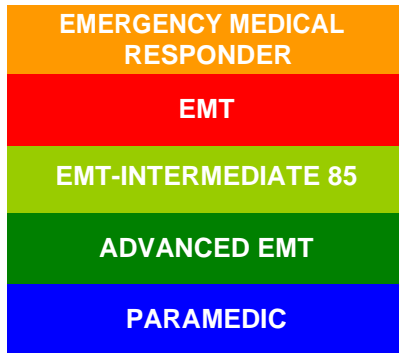 EMERGENCY MEDICAL
RESPONDER
EMT
EMT-INTERMEDIATE 85
ADVANCED EMT
PARAMEDIC